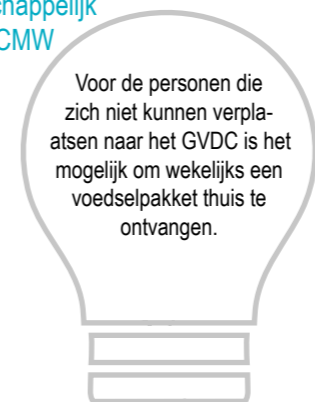 happelijk
CMW
Voor de personen die
zich niet kunnen verpla-
atsen naar het GVDC is het
mogelijk om wekelijks een
voedselpakket thuis te
ontvangen.